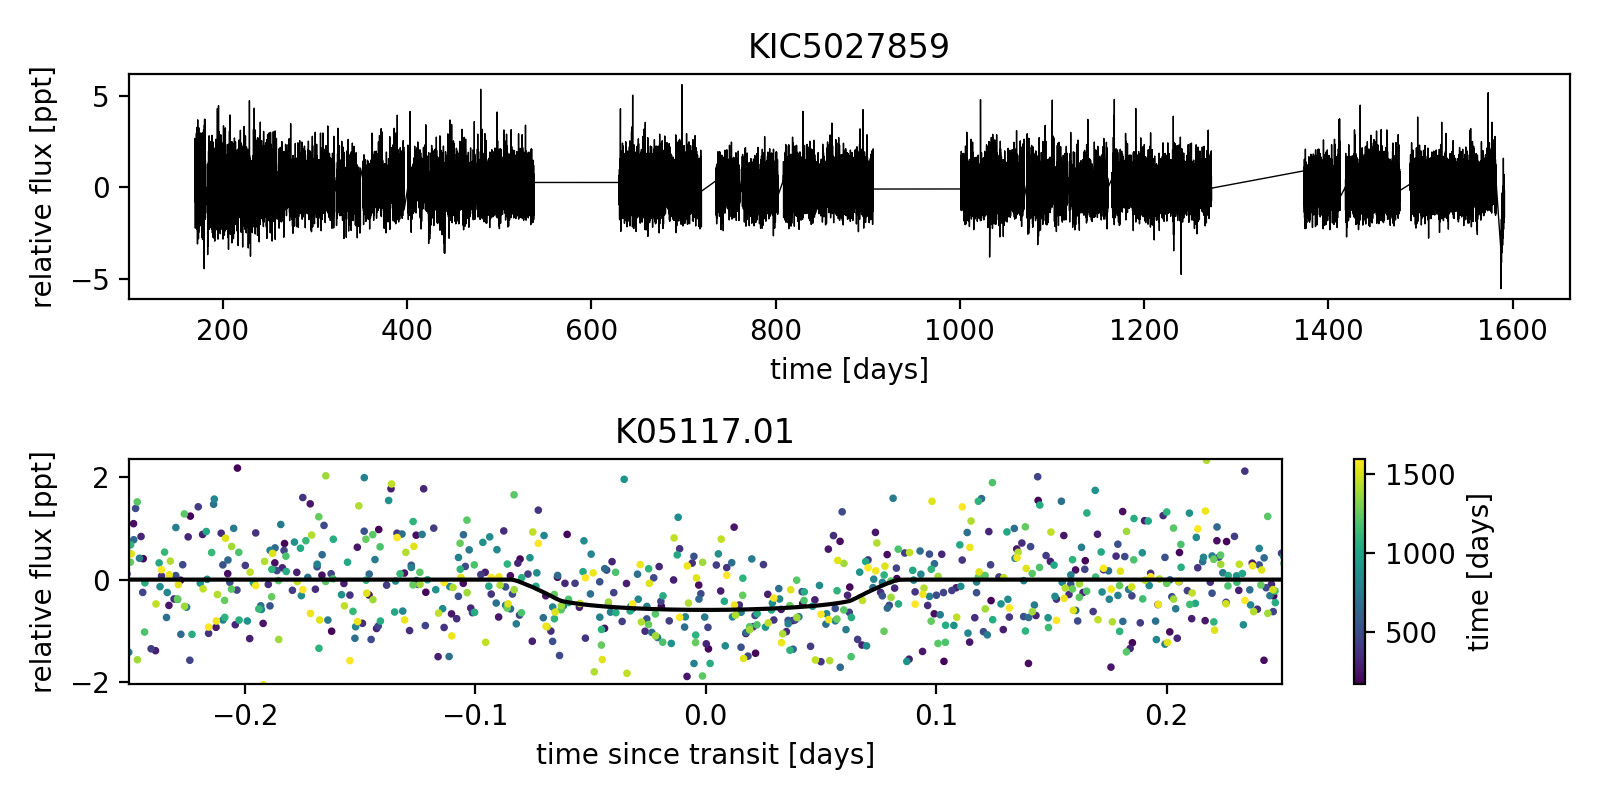 KIC5027859
relative flux [ppt]
5
0
−5
200 400 600 800 1000 1200 1400 1600
time [days]
K05117.01
relative flux [ppt]
2
0
−2
−0.2 −0.1 0.0 0.1 0.2
time since transit [days]
1500
1000
500
time [days]